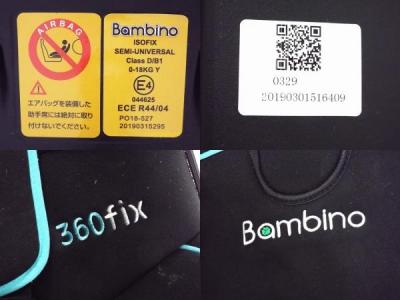 AIRBAG
エアバッグを装備した
助手席には絶対に取り
付けないでください。
Bambino
ISOFIX
SEMI-UNIVERSAL
Class D/B1
0-18KG Y
E4
044625
ECE R44/04
PO18-527
20190315295
0329
20190301516409
360fix
Bambino